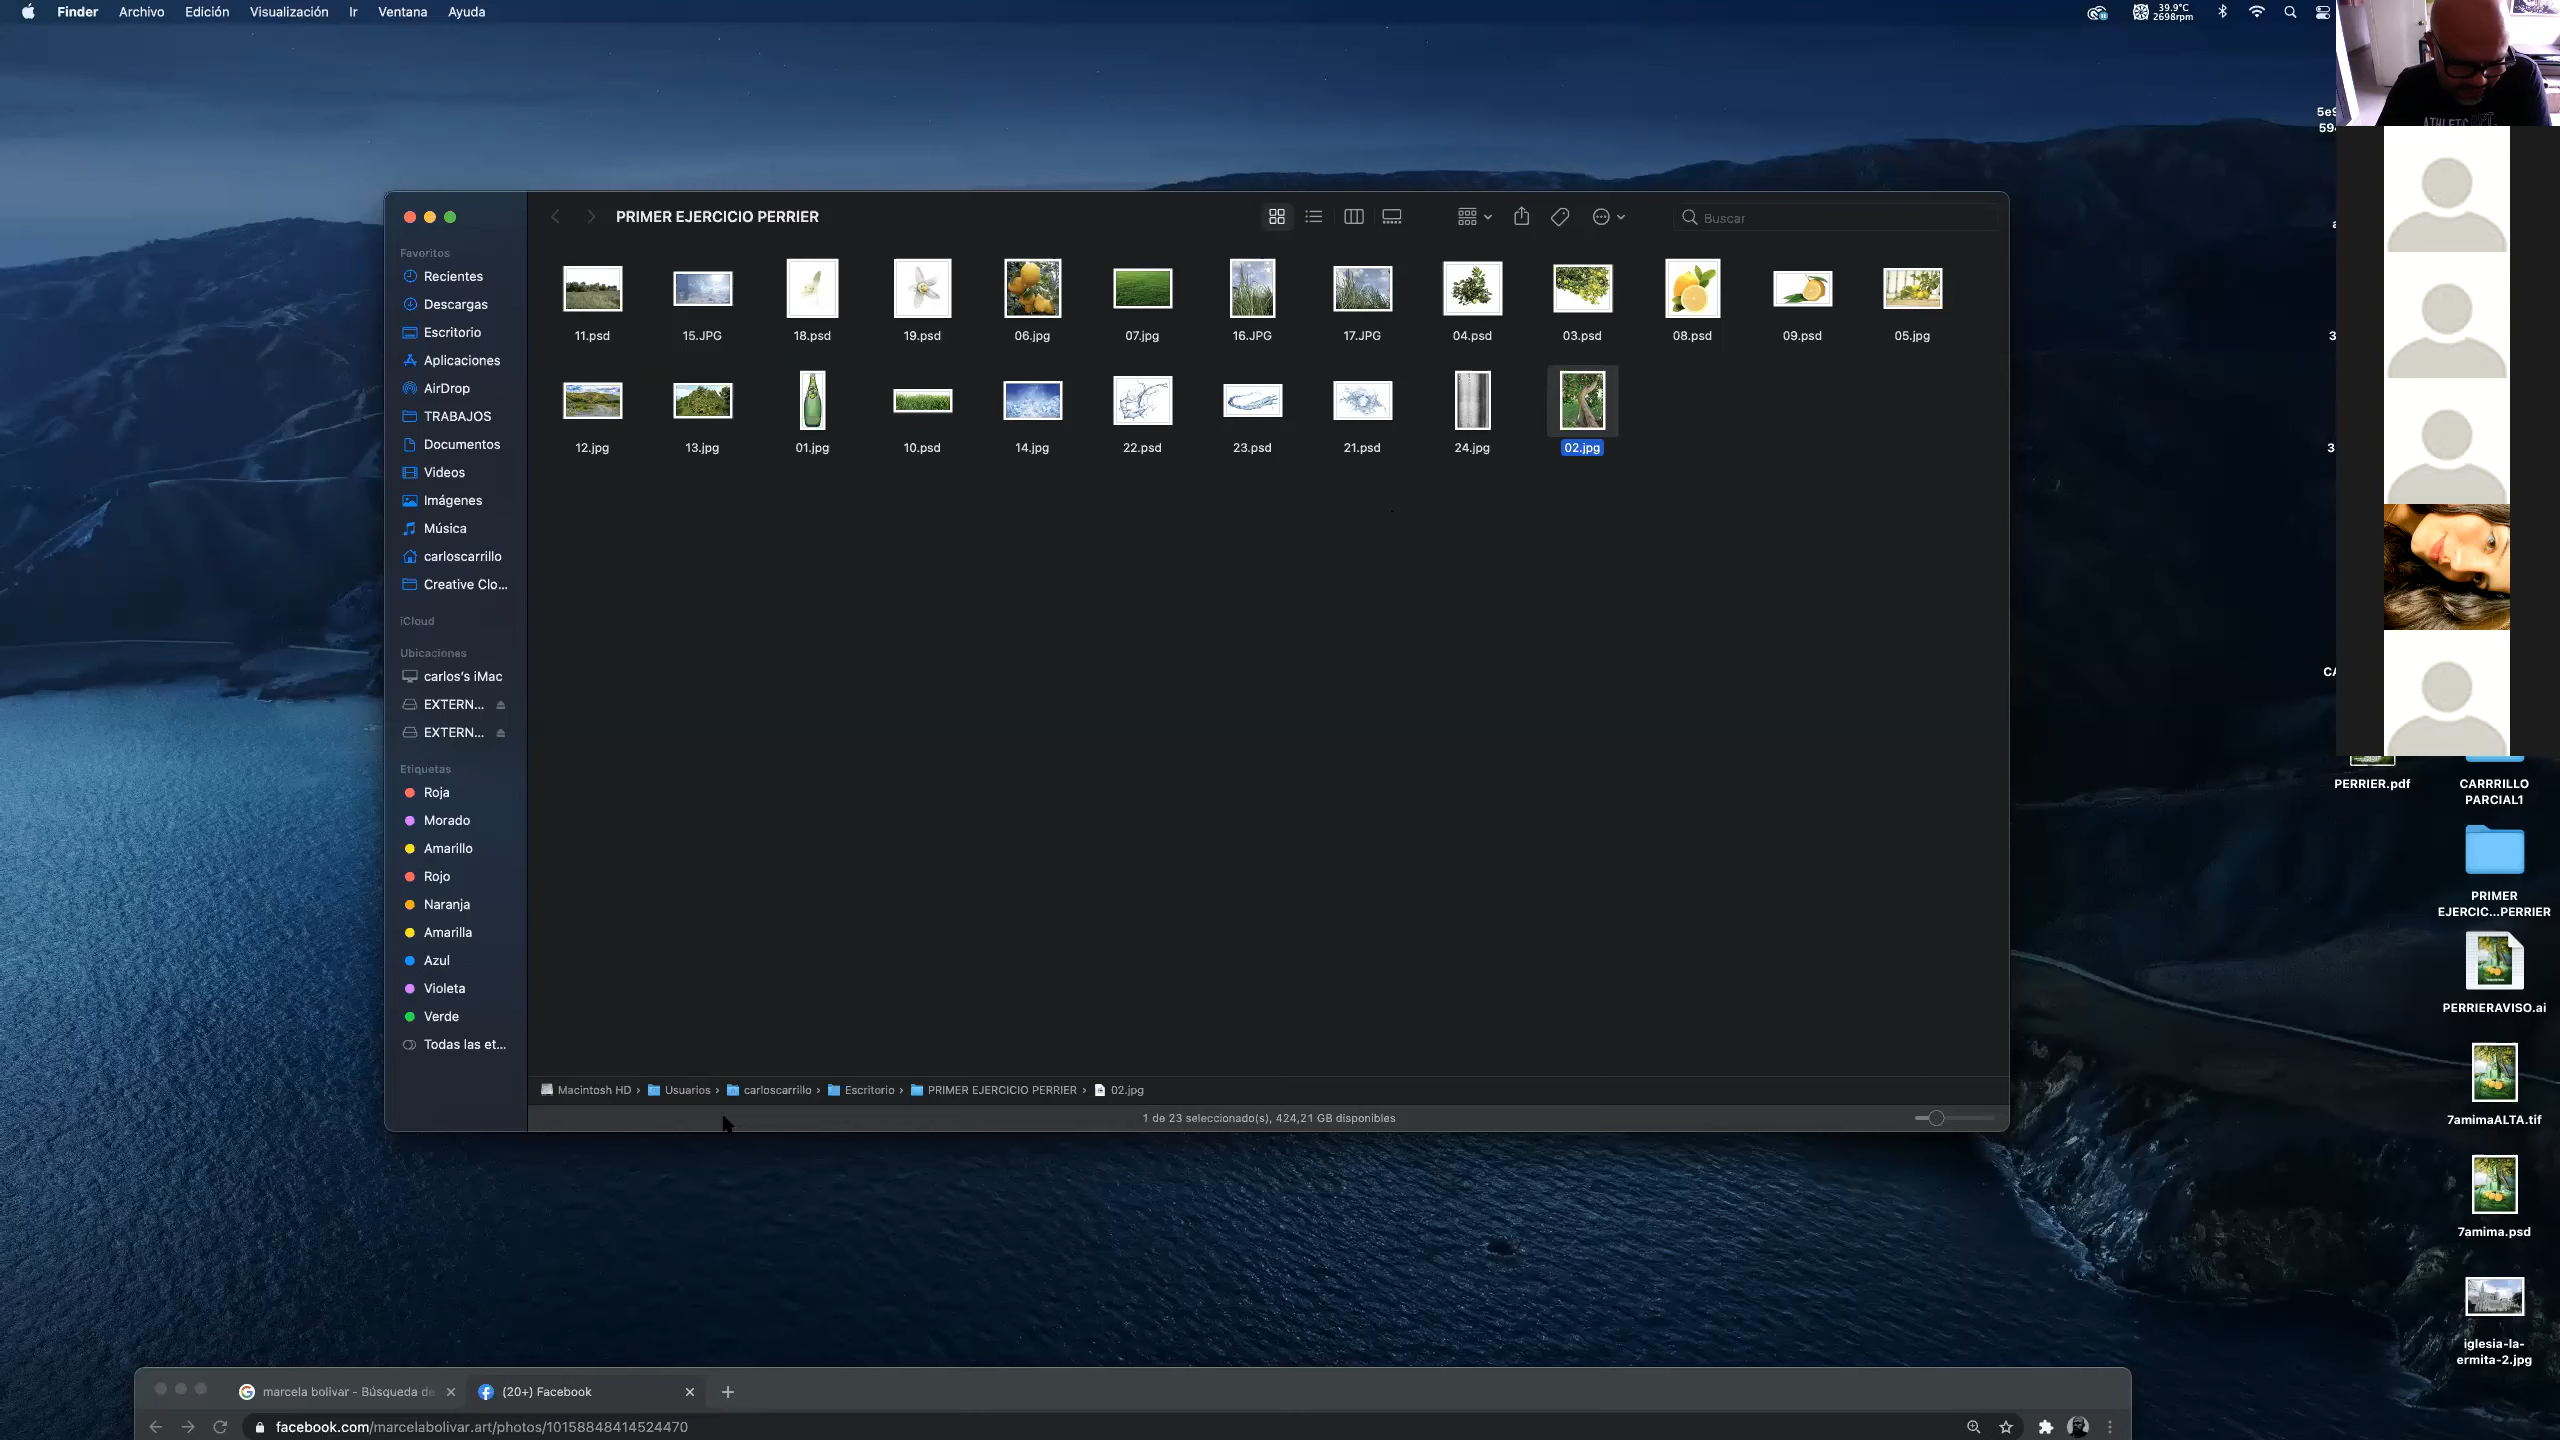 Finder Archivo Edición Visualización Ir Ventana Ayuda
39.9°C
2698rpm
5e9
PRIMER EJERCICIO PERRIER
Buscar
Favoritos
Recientes
Descargas
Escritorio
Aplicaciones
AirDrop
TRABAJOS
Documentos
Videos
Imágenes
Música
carloscarrillo
Creative Clo...
iCloud
Ubicaciones
carlos's iMac
EXTERN...
EXTERN...
Etiquetas
Roja
Morado
Amarillo
Rojo
Naranja
Amarilla
Azul
Violeta
Verde
Todas las et...
11.psd 15.JPG 18.psd 19.psd 06.jpg 07.jpg 16.JPG 17.JPG 04.psd 03.psd 08.psd 09.psd 05.jpg
12.jpg 13.jpg 01.jpg 10.psd 14.jpg 22.psd 23.psd 21.psd 24.jpg 02.jpg
Macintosh HD › Usuarios › carloscarrillo › Escritorio › PRIMER EJERCICIO PERRIER › 02.jpg
1 de 23 seleccionado(s), 424,21 GB disponibles
3
3
CA
PERRIER.pdf
CARRRILLO
PARCIAL1
PRIMER
EJERCIC...PERRIER
PERRIERAVISO.ai
7amimaALTA.tif
7amima.psd
iglesia-la-
ermita-2.jpg
marcela bolivar - Búsqueda de
(20+) Facebook
facebook.com/marcelabolivar.art/photos/10158848414524470